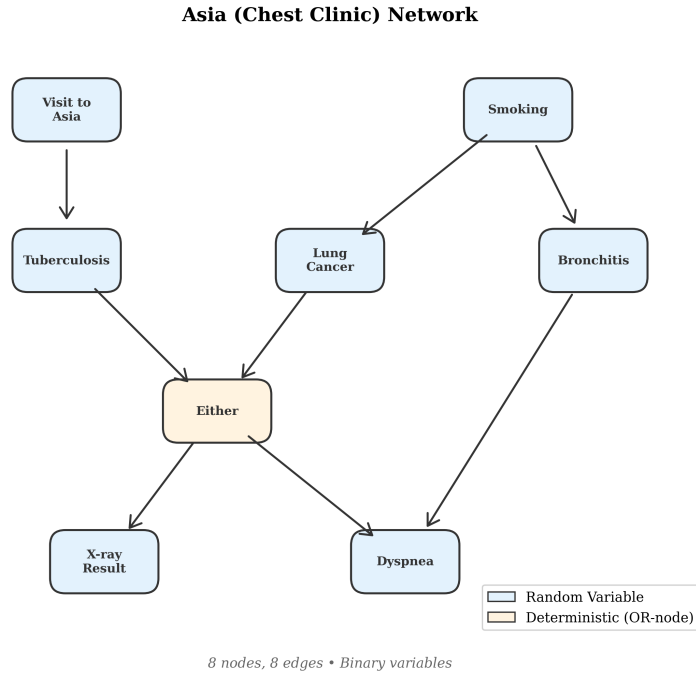 Asia (Chest Clinic) Network
Visit to
Asia
Smoking
Tuberculosis
Lung
Cancer
Bronchitis
Either
X-ray
Result
Dyspnea
Random Variable
Deterministic (OR-node)
8 nodes, 8 edges • Binary variables